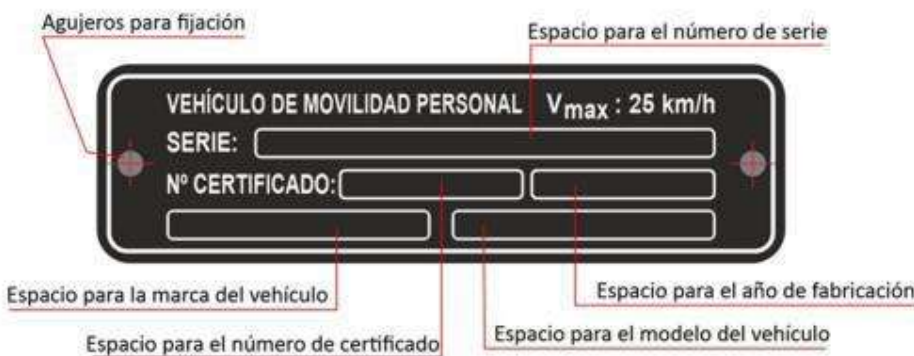 Agujeros para fijación
Espacio para el número de serie
VEHÍCULO DE MOVILIDAD PERSONAL Vmax : 25 km/h
SERIE:
Nº CERTIFICADO:
Espacio para la marca del vehículo
Espacio para el año de fabricación
Espacio para el número de certificado
Espacio para el modelo del vehículo